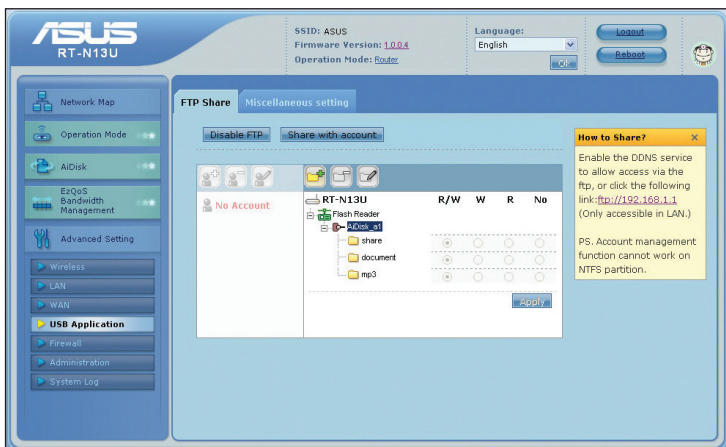 ASUS
RT-N13U
SSID: ASUS
Firmware Version: 1.0.0.4
Operation Mode: Router
Language:
English
OK
Logout
Reboot
Network Map
Operation Mode
AiDisk
EzQoS
Bandwidth
Management
Advanced Setting
Wireless
LAN
WAN
USB Application
Firewall
Administration
System Log
FTP Share
Miscellaneous setting
Disable FTP
Share with account
No Account
RT-N13U R/W W R No
Flash Reader
AiDisk_a1
share
document
mp3
Apply
How to Share? ×
Enable the DDNS service
to allow access via the
ftp, or click the following
link:ftp://192.168.1.1
(Only accessible in LAN.)
PS. Account management
function cannot work on
NTFS partition.